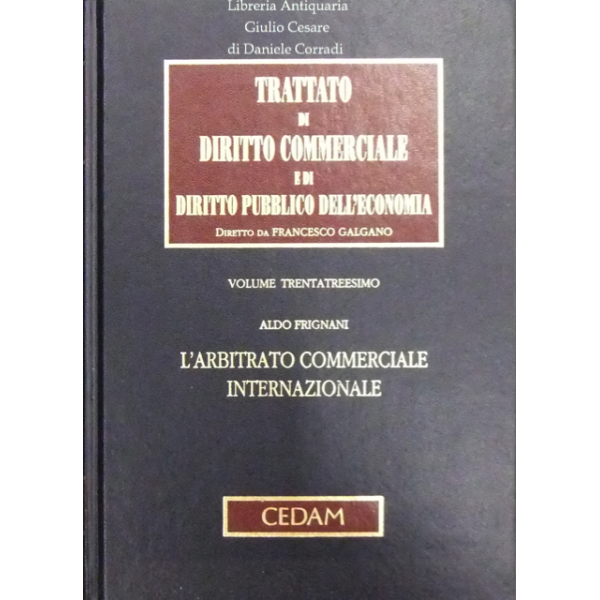 Libreria Antiquaria
Giulio Cesare
di Daniele Corradi
TRATTATO
DI
DIRITTO COMMERCIALE
E DI
DIRITTO PUBBLICO DELL'ECONOMIA
DIRETTO DA FRANCESCO GALGANO
VOLUME TRENTATREESIMO
ALDO FRIGNANI
L'ARBITRATO COMMERCIALE
INTERNAZIONALE
CEDAM